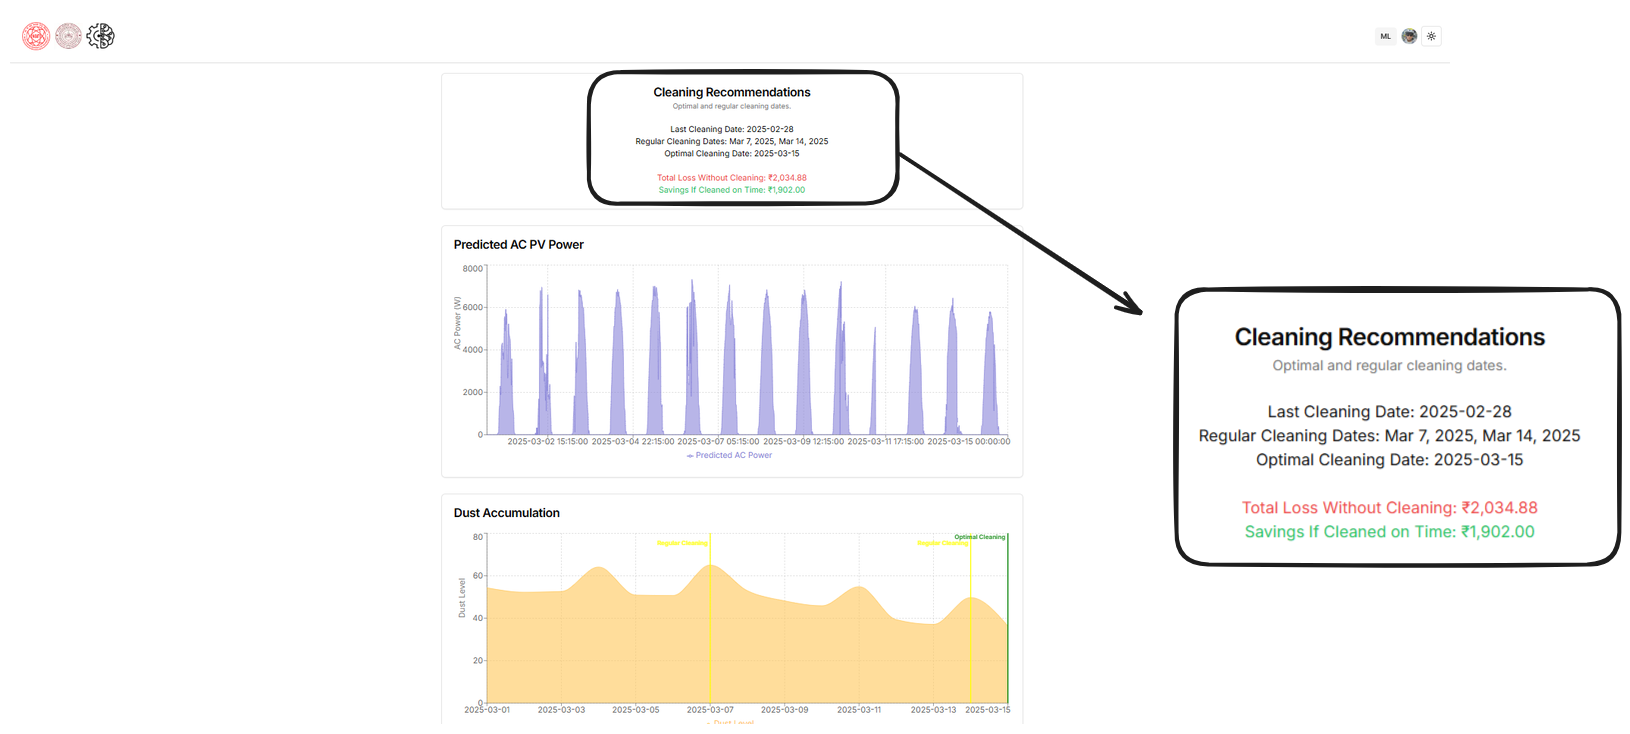 ML
Cleaning Recommendations
Optimal and regular cleaning dates.
Last Cleaning Date: 2025-02-28
Regular Cleaning Dates: Mar 7, 2025, Mar 14, 2025
Optimal Cleaning Date: 2025-03-15
Total Loss Without Cleaning: ₹2,034.88
Savings If Cleaned on Time: ₹1,902.00
Predicted AC PV Power
8000
6000
4000
2000
0
AC Power (W)
2025-03-02 15:15:00 2025-03-04 22:15:00 2025-03-07 05:15:00 2025-03-09 12:15:00 2025-03-11 17:15:00 2025-03-15 00:00:00
Predicted AC Power
Dust Accumulation
80
60
40
20
0
Dust Level
Optimal Cleaning
Regular Cleaning
Regular Cleaning
2025-03-01 2025-03-03 2025-03-05 2025-03-07 2025-03-09 2025-03-11 2025-03-13 2025-03-15
Dust Level
Cleaning Recommendations
Optimal and regular cleaning dates.
Last Cleaning Date: 2025-02-28
Regular Cleaning Dates: Mar 7, 2025, Mar 14, 2025
Optimal Cleaning Date: 2025-03-15
Total Loss Without Cleaning: ₹2,034.88
Savings If Cleaned on Time: ₹1,902.00